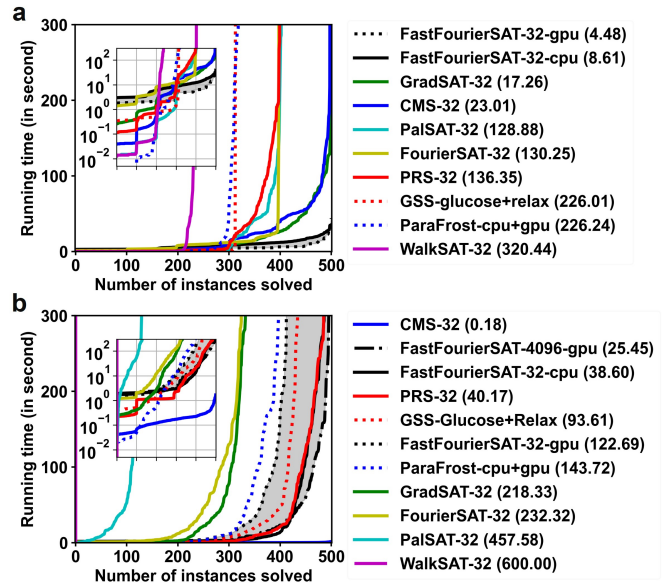 a
Running time (in second)
300
200
100
0
10²
10¹
10⁰
10⁻¹
10⁻²
0 100 200 300 400 500
Number of instances solved
FastFourierSAT-32-gpu (4.48)
FastFourierSAT-32-cpu (8.61)
GradSAT-32 (17.26)
CMS-32 (23.01)
PalSAT-32 (128.88)
FourierSAT-32 (130.25)
PRS-32 (136.35)
GSS-glucose+relax (226.01)
ParaFrost-cpu+gpu (226.24)
WalkSAT-32 (320.44)
b
Running time (in second)
300
200
100
0
10²
10¹
10⁰
10⁻¹
10⁻²
0 100 200 300 400 500
Number of instances solved
CMS-32 (0.18)
FastFourierSAT-4096-gpu (25.45)
FastFourierSAT-32-cpu (38.60)
PRS-32 (40.17)
GSS-Glucose+Relax (93.61)
FastFourierSAT-32-gpu (122.69)
ParaFrost-cpu+gpu (143.72)
GradSAT-32 (218.33)
FourierSAT-32 (232.32)
PalSAT-32 (457.58)
WalkSAT-32 (600.00)